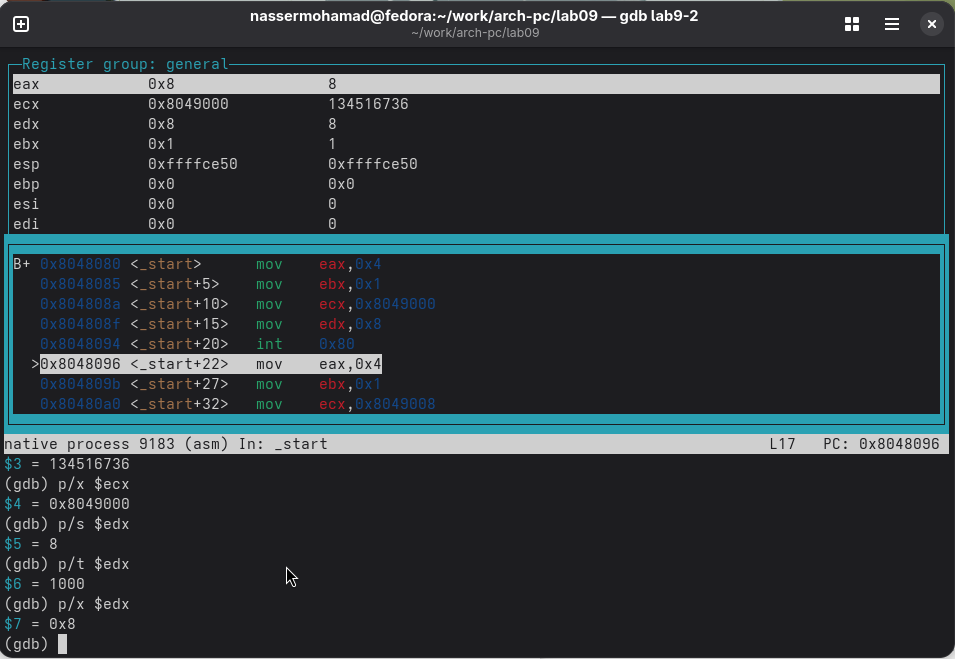 nassermohamad@fedora:~/work/arch-pc/lab09 — gdb lab9-2
~/work/arch-pc/lab09
Register group: general
eax 0x8 8
ecx 0x8049000 134516736
edx 0x8 8
ebx 0x1 1
esp 0xffffce50 0xffffce50
ebp 0x0 0x0
esi 0x0 0
edi 0x0 0
B+ 0x8048080 <_start> mov eax,0x4
0x8048085 <_start+5> mov ebx,0x1
0x804808a <_start+10> mov ecx,0x8049000
0x804808f <_start+15> mov edx,0x8
0x8048094 <_start+20> int 0x80
>0x8048096 <_start+22> mov eax,0x4
0x804809b <_start+27> mov ebx,0x1
0x80480a0 <_start+32> mov ecx,0x8049008
native process 9183 (asm) In: _start L17 PC: 0x8048096
$3 = 134516736
(gdb) p/x $ecx
$4 = 0x8049000
(gdb) p/s $edx
$5 = 8
(gdb) p/t $edx
$6 = 1000
(gdb) p/x $edx
$7 = 0x8
(gdb)